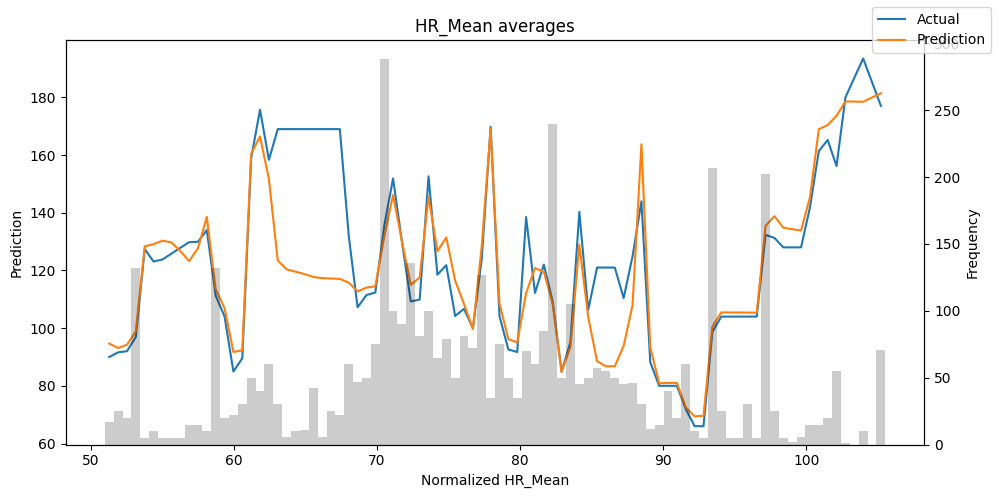 HR_Mean averages
Actual
Prediction
300
250
200
150
100
50
0
Frequency
180
160
140
120
100
80
60
Prediction
50 60 70 80 90 100
Normalized HR_Mean